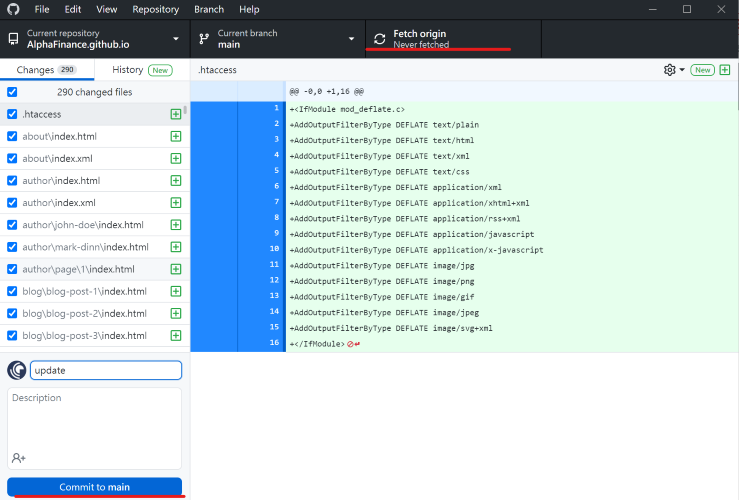 File Edit View Repository Branch Help
Current repository
AlphaFinance.github.io
Current branch
main
Fetch origin
Never fetched
Changes 290
History New
.htaccess
New
290 changed files
@@ -0,0 +1,16 @@
.htaccess
about\index.html
about\index.xml
author\index.html
author\index.xml
author\john-doe\index.html
author\mark-dinn\index.html
author\page\1\index.html
blog\blog-post-1\index.html
blog\blog-post-2\index.html
blog\blog-post-3\index.html
1 +<IfModule mod_deflate.c>
2 +AddOutputFilterByType DEFLATE text/plain
3 +AddOutputFilterByType DEFLATE text/html
4 +AddOutputFilterByType DEFLATE text/xml
5 +AddOutputFilterByType DEFLATE text/css
6 +AddOutputFilterByType DEFLATE application/xml
7 +AddOutputFilterByType DEFLATE application/xhtml+xml
8 +AddOutputFilterByType DEFLATE application/rss+xml
9 +AddOutputFilterByType DEFLATE application/javascript
10 +AddOutputFilterByType DEFLATE application/x-javascript
11 +AddOutputFilterByType DEFLATE image/jpg
12 +AddOutputFilterByType DEFLATE image/png
13 +AddOutputFilterByType DEFLATE image/gif
14 +AddOutputFilterByType DEFLATE image/jpeg
15 +AddOutputFilterByType DEFLATE image/svg+xml
16 +</IfModule>
update
Description
Commit to main